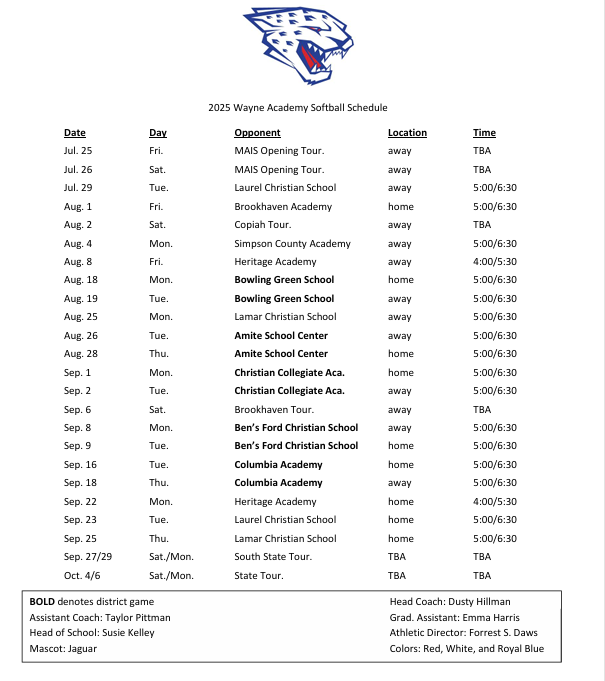 2025 Wayne Academy Softball Schedule
Date Day Opponent Location Time
Jul. 25 Fri. MAIS Opening Tour. away TBA
Jul. 26 Sat. MAIS Opening Tour. away TBA
Jul. 29 Tue. Laurel Christian School away 5:00/6:30
Aug. 1 Fri. Brookhaven Academy home 5:00/6:30
Aug. 2 Sat. Copiah Tour. away TBA
Aug. 4 Mon. Simpson County Academy away 5:00/6:30
Aug. 8 Fri. Heritage Academy away 4:00/5:30
Aug. 18 Mon. Bowling Green School home 5:00/6:30
Aug. 19 Tue. Bowling Green School away 5:00/6:30
Aug. 25 Mon. Lamar Christian School away 5:00/6:30
Aug. 26 Tue. Amite School Center away 5:00/6:30
Aug. 28 Thu. Amite School Center home 5:00/6:30
Sep. 1 Mon. Christian Collegiate Aca. home 5:00/6:30
Sep. 2 Tue. Christian Collegiate Aca. away 5:00/6:30
Sep. 6 Sat. Brookhaven Tour. away TBA
Sep. 8 Mon. Ben’s Ford Christian School away 5:00/6:30
Sep. 9 Tue. Ben’s Ford Christian School home 5:00/6:30
Sep. 16 Tue. Columbia Academy home 5:00/6:30
Sep. 18 Thu. Columbia Academy away 5:00/6:30
Sep. 22 Mon. Heritage Academy home 4:00/5:30
Sep. 23 Tue. Laurel Christian School home 5:00/6:30
Sep. 25 Thu. Lamar Christian School home 5:00/6:30
Sep. 27/29 Sat./Mon. South State Tour. TBA TBA
Oct. 4/6 Sat./Mon. State Tour. TBA TBA
BOLD denotes district game Head Coach: Dusty Hillman
Assistant Coach: Taylor Pittman Grad. Assistant: Emma Harris
Head of School: Susie Kelley Athletic Director: Forrest S. Daws
Mascot: Jaguar Colors: Red, White, and Royal Blue